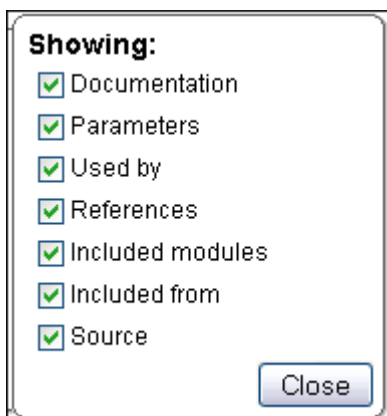 Showing:
Documentation
Parameters
Used by
References
Included modules
Included from
Source
Close